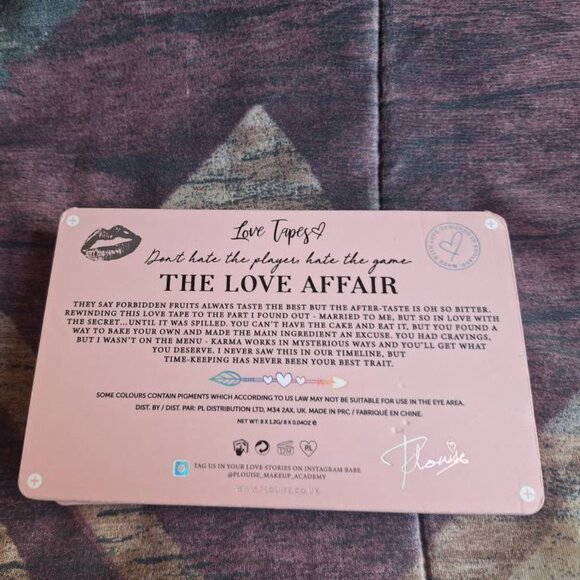 Love Tapes
Don't hate the player, hate the game.
THE LOVE AFFAIR
THEY SAY FORBIDDEN FRUITS ALWAYS TASTE THE BEST BUT THE AFTER-TASTE IS OH SO BITTER.
REWINDING THIS LOVE TAPE TO THE PART I FOUND OUT - MARRIED TO ME, BUT SO IN LOVE WITH
THE SECRET...UNTIL IT WAS SPILLED. YOU CAN'T HAVE THE CAKE AND EAT IT, BUT YOU FOUND A
WAY TO BAKE YOUR OWN AND MADE THE MAIN INGREDIENT AN EXCUSE. YOU HAD CRAVINGS,
BUT I WASN'T ON THE MENU - KARMA WORKS IN MYSTERIOUS WAYS AND YOU'LL GET WHAT
YOU DESERVE. I NEVER SAW THIS IN OUR TIMELINE, BUT
TIME-KEEPING HAS NEVER BEEN YOUR BEST TRAIT.
SOME COLOURS CONTAIN PIGMENTS WHICH ACCORDING TO US LAW MAY NOT BE SUITABLE FOR USE IN THE EYE AREA.
DIST. BY / DIST. PAR: PL DISTRIBUTION LTD, M34 2AX, UK. MADE IN PRC / FABRIQUÉ EN CHINE.
NET WT: 8 X 1.2G/ 8 X 0.04OZ e
12M
PL
TAG US IN YOUR LOVE STORIES ON INSTAGRAM BABE
@PLOUISE_MAKEUP_ACADEMY
WWW.PLOUISE.CO.UK
PLouise